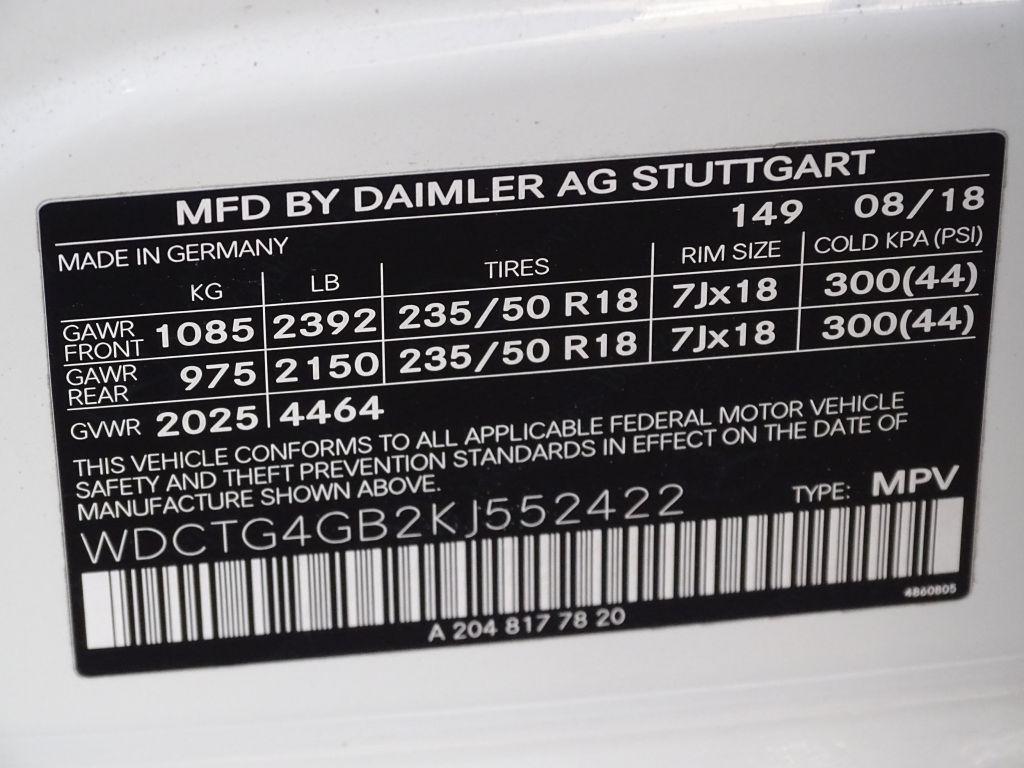 MFD BY DAIMLER AG STUTTGART
149 08/18
MADE IN GERMANY
KG LB TIRES RIM SIZE COLD KPA (PSI)
GAWR FRONT 1085 2392 235/50 R18 7Jx18 300(44)
GAWR REAR 975 2150 235/50 R18 7Jx18 300(44)
GVWR 2025 4464
THIS VEHICLE CONFORMS TO ALL APPLICABLE FEDERAL MOTOR VEHICLE
SAFETY AND THEFT PREVENTION STANDARDS IN EFFECT ON THE DATE OF
MANUFACTURE SHOWN ABOVE.
WDCTG4GB2KJ552422 TYPE: MPV
4860805
A 204 817 78 20